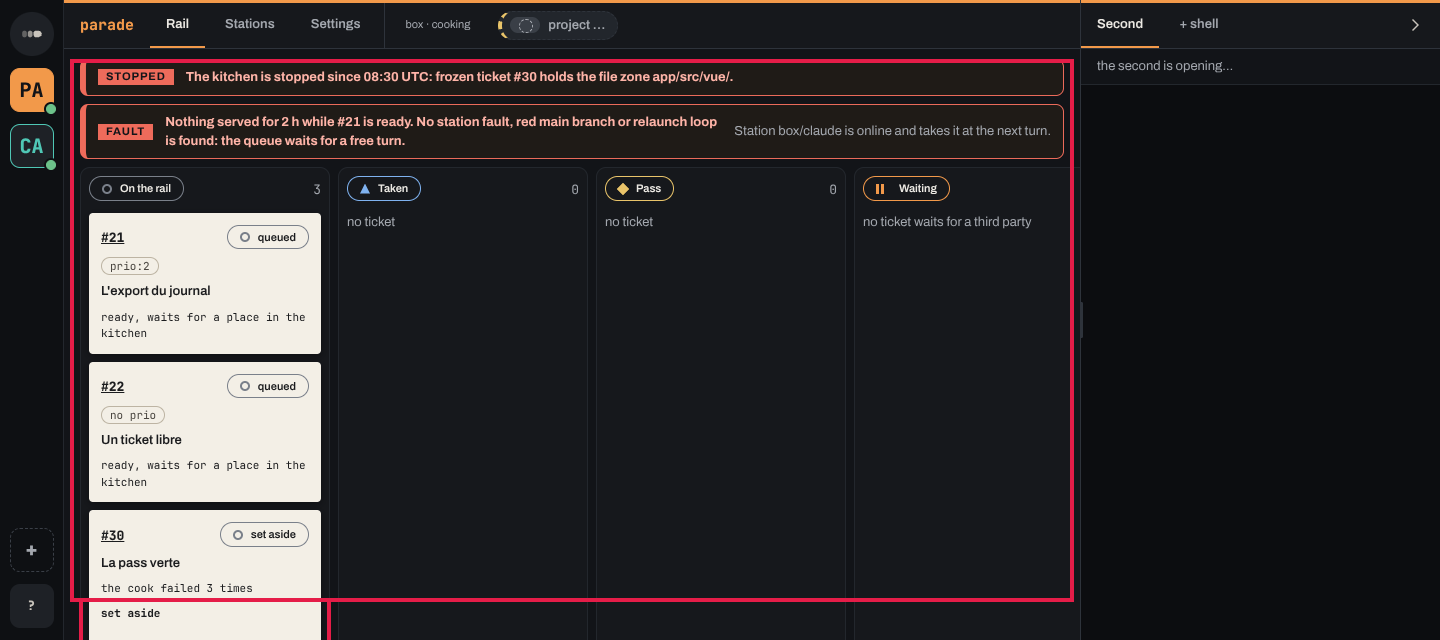 parade
Rail
Stations
Settings
box · cooking
project ...
Second
+ shell
PA
CA
+
?
the second is opening...
STOPPED
The kitchen is stopped since 08:30 UTC: frozen ticket #30 holds the file zone app/src/vue/.
FAULT
Nothing served for 2 h while #21 is ready. No station fault, red main branch or relaunch loop
is found: the queue waits for a free turn.
Station box/claude is online and takes it at the next turn.
On the rail
3
Taken
0
Pass
0
Waiting
#21
queued
prio:2
L'export du journal
ready, waits for a place in the
kitchen
#22
queued
no prio
Un ticket libre
ready, waits for a place in the
kitchen
#30
set aside
La pass verte
the cook failed 3 times
set aside
no ticket
no ticket
no ticket waits for a third party